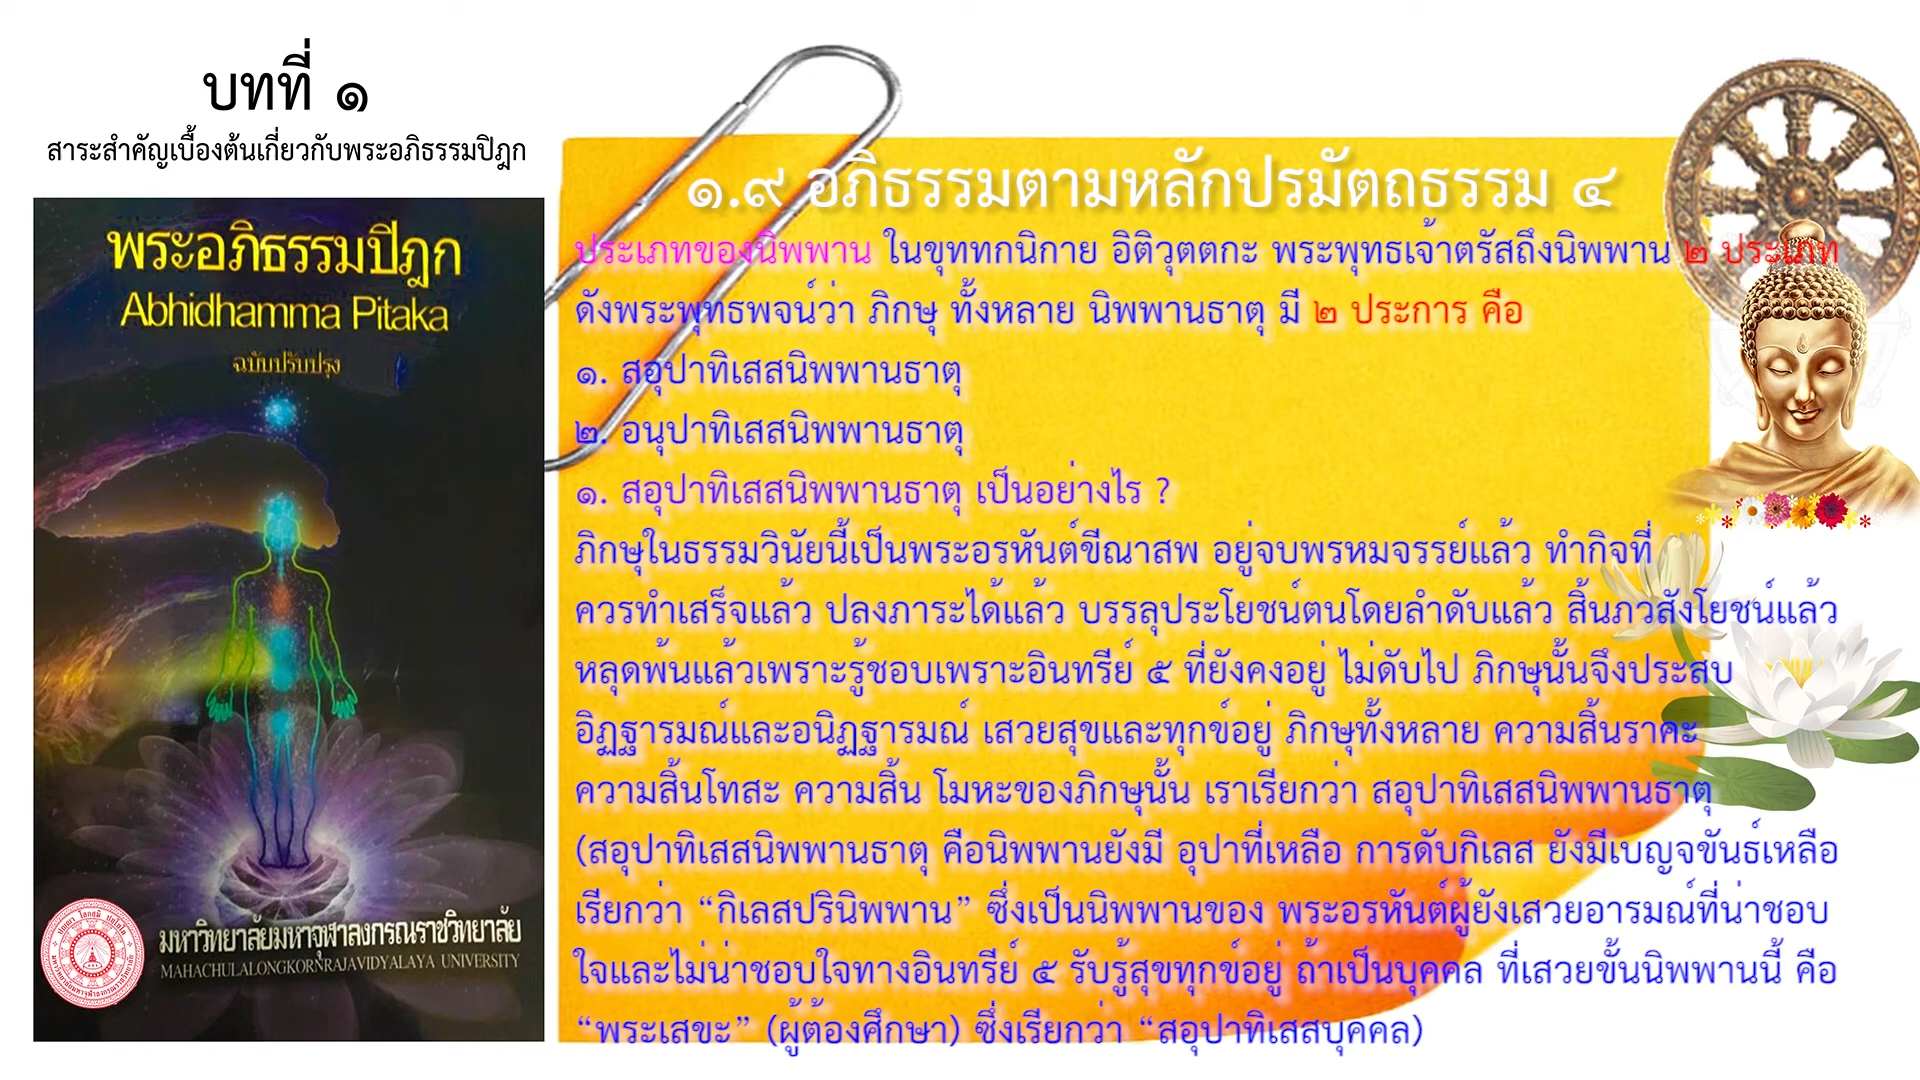 บทที่ ๑
สาระสำคัญเบื้องต้นเกี่ยวกับพระอภิธรรมปิฎก
พระอภิธรรมปิฎก
Abhidhamma Pitaka
ฉบับปรับปรุง
มหาวิทยาลัยมหาจุฬาลงกรณราชวิทยาลัย
MAHACHULALONGKORNRAJAVIDYALAYA UNIVERSITY
๑.๙ อภิธรรมตามหลักปรมัตถธรรม ๔
ประเภทของนิพพาน ในขุททกนิกาย อิติวุตตกะ พระพุทธเจ้าตรัสถึงนิพพาน ๒ ประเภท
ดังพระพุทธพจน์ว่า ภิกษุ ทั้งหลาย นิพพานธาตุ มี ๒ ประการ คือ
๑. สอุปาทิเสสนิพพานธาตุ
๒. อนุปาทิเสสนิพพานธาตุ
๑. สอุปาทิเสสนิพพานธาตุ เป็นอย่างไร ?
ภิกษุในธรรมวินัยนี้เป็นพระอรหันต์ขีณาสพ อยู่จบพรหมจรรย์แล้ว ทำกิจที่
ควรทำเสร็จแล้ว ปลงภาระได้แล้ว บรรลุประโยชน์ตนโดยลำดับแล้ว สิ้นภวสังโยชน์แล้ว
หลุดพ้นแล้วเพราะรู้ชอบเพราะอินทรีย์ ๕ ที่ยังคงอยู่ ไม่ดับไป ภิกษุนั้นจึงประสบ
อิฏฐารมณ์และอนิฏฐารมณ์ เสวยสุขและทุกข์อยู่ ภิกษุทั้งหลาย ความสิ้นราคะ
ความสิ้นโทสะ ความสิ้น โมหะของภิกษุนั้น เราเรียกว่า สอุปาทิเสสนิพพานธาตุ
(สอุปาทิเสสนิพพานธาตุ คือนิพพานยังมี อุปาที่เหลือ การดับกิเลส ยังมีเบญจขันธ์เหลือ
เรียกว่า “กิเลสปรินิพพาน” ซึ่งเป็นนิพพานของ พระอรหันต์ผู้ยังเสวยอารมณ์ที่น่าชอบ
ใจและไม่น่าชอบใจทางอินทรีย์ ๕ รับรู้สุขทุกข์อยู่ ถ้าเป็นบุคคล ที่เสวยขั้นนิพพานนี้ คือ
“พระเสขะ” (ผู้ต้องศึกษา) ซึ่งเรียกว่า “สอุปาทิเสสบุคคล)